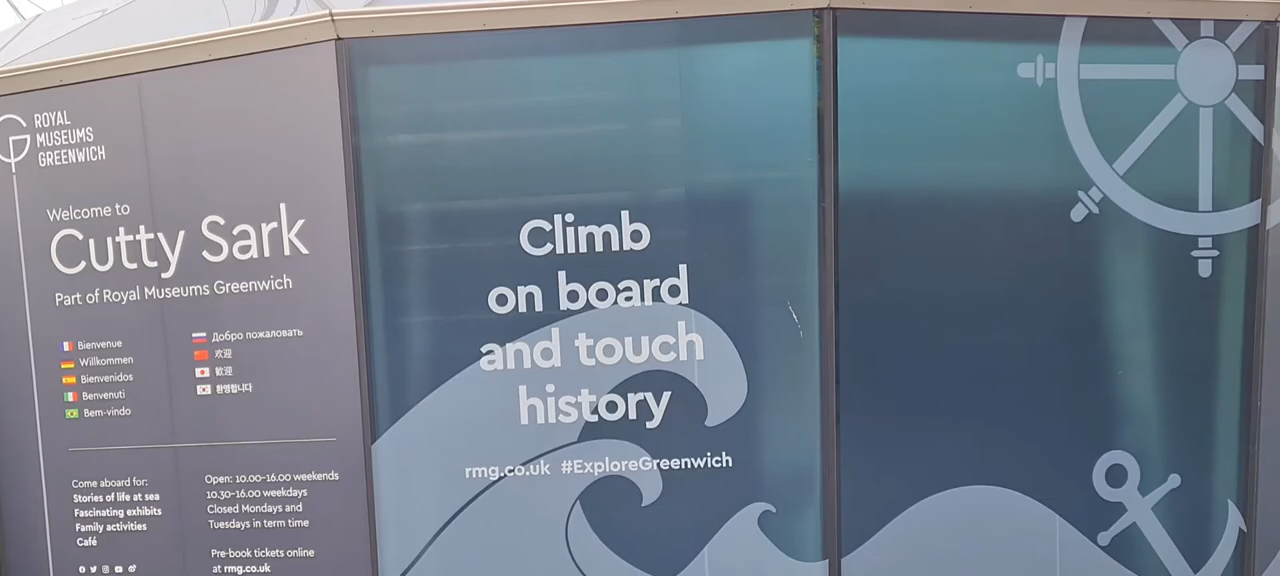 ROYAL
MUSEUMS
GREENWICH
Welcome to
Cutty Sark
Part of Royal Museums Greenwich
Bienvenue
Willkommen
Bienvenidos
Benvenuti
Bem-vindo
Добро пожаловать
欢迎
歓迎
환영합니다
Come aboard for:
Stories of life at sea
Fascinating exhibits
Family activities
Café
Open: 10.00-16.00 weekends
10.30-16.00 weekdays
Closed Mondays and
Tuesdays in term time
Pre-book tickets online
at rmg.co.uk
Climb
on board
and touch
history
rmg.co.uk #ExploreGreenwich